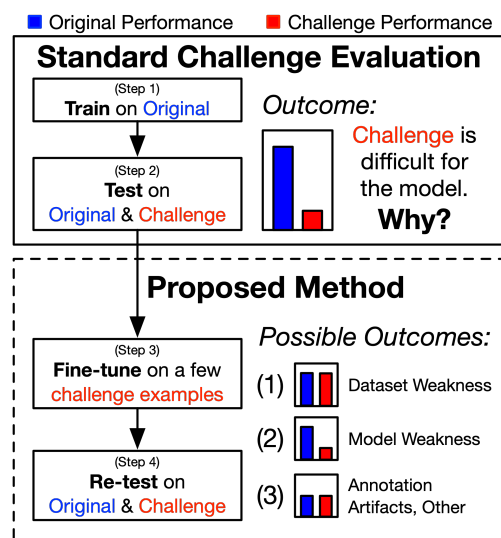 Original Performance Challenge Performance
Standard Challenge Evaluation
(Step 1)
Train on Original
(Step 2)
Test on
Original & Challenge
Outcome:
Challenge is
difficult for
the model.
Why?
Proposed Method
(Step 3)
Fine-tune on a few
challenge examples
(Step 4)
Re-test on
Original & Challenge
Possible Outcomes:
(1) Dataset Weakness
(2) Model Weakness
(3) Annotation
Artifacts, Other